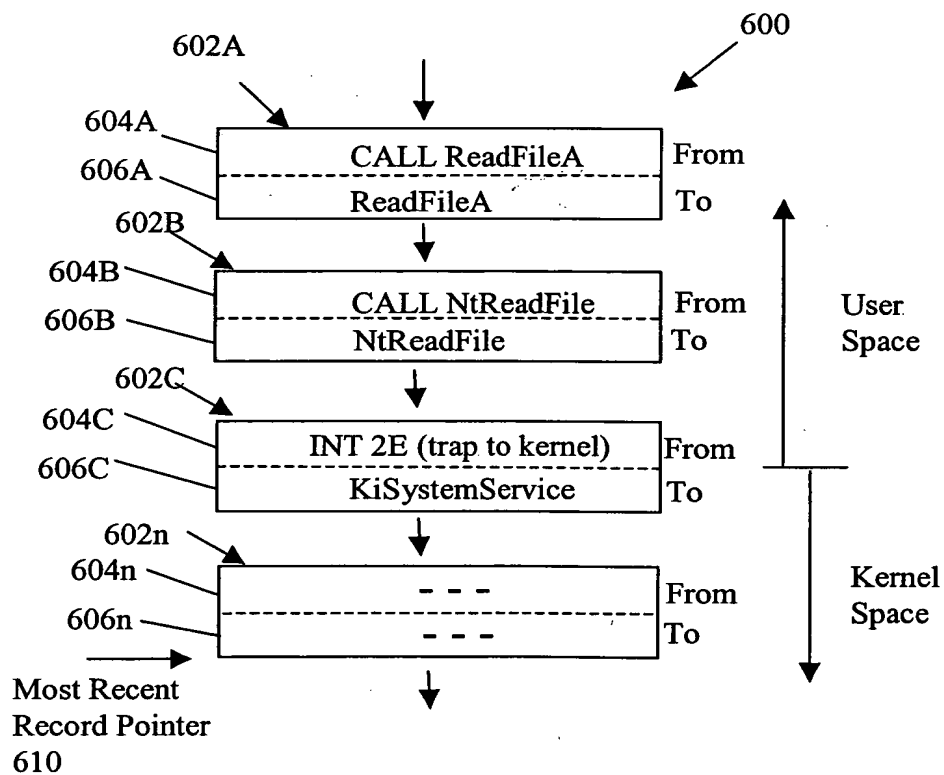 600
602A
604A
CALL ReadFileA
From
606A
ReadFileA
To
602B
604B
CALL NtReadFile
From
606B
NtReadFile
To
User
Space
602C
604C
INT 2E (trap to kernel)
From
606C
KiSystemService
To
602n
604n
- - -
From
606n
- - -
To
Kernel
Space
Most Recent
Record Pointer
610